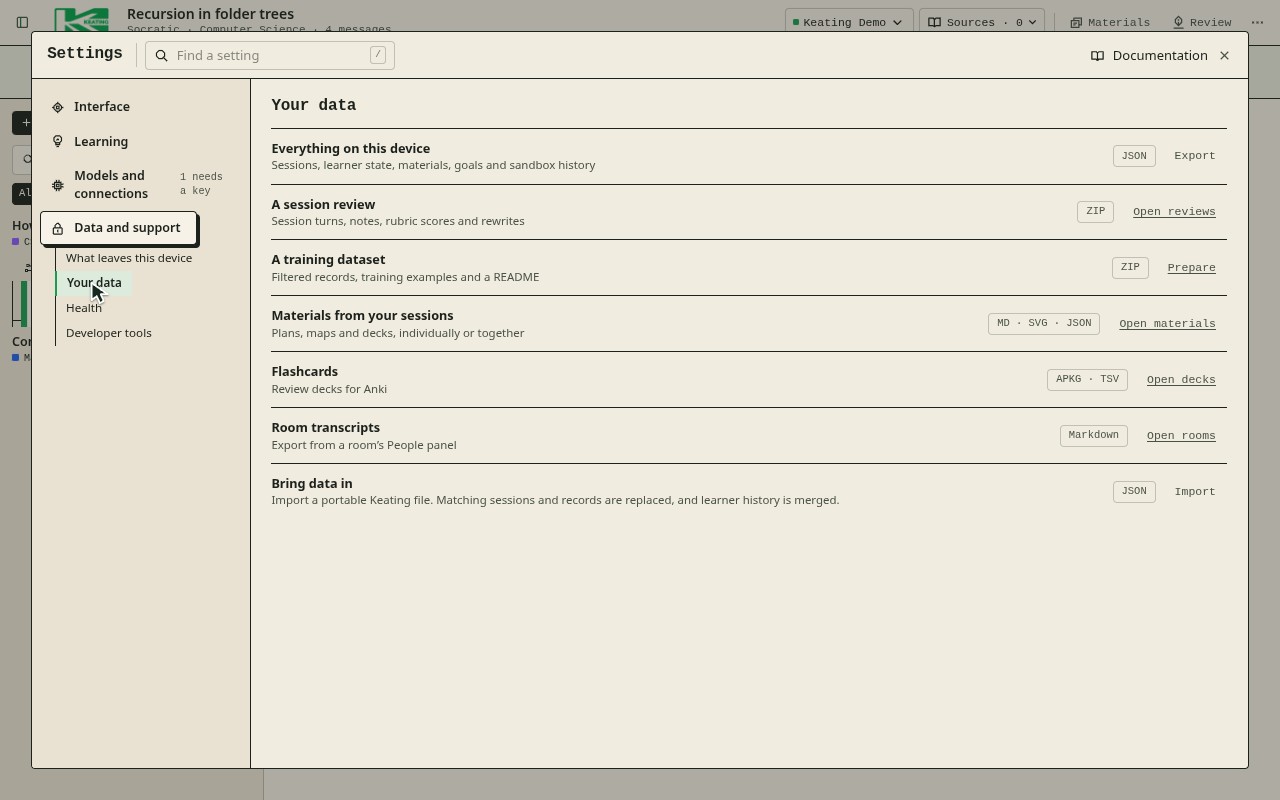 Recursion in folder trees
Socratic · Computer Science · 4 messages
KEATING
Keating Demo
Sources · 0
Materials
Review
Settings
Find a setting
/
Documentation
Interface
Learning
Models and connections
1 needs a key
Data and support
What leaves this device
Your data
Health
Developer tools
Your data
Everything on this device
Sessions, learner state, materials, goals and sandbox history
JSON
Export
A session review
Session turns, notes, rubric scores and rewrites
ZIP
Open reviews
A training dataset
Filtered records, training examples and a README
ZIP
Prepare
Materials from your sessions
Plans, maps and decks, individually or together
MD · SVG · JSON
Open materials
Flashcards
Review decks for Anki
APKG · TSV
Open decks
Room transcripts
Export from a room’s People panel
Markdown
Open rooms
Bring data in
Import a portable Keating file. Matching sessions and records are replaced, and learner history is merged.
JSON
Import